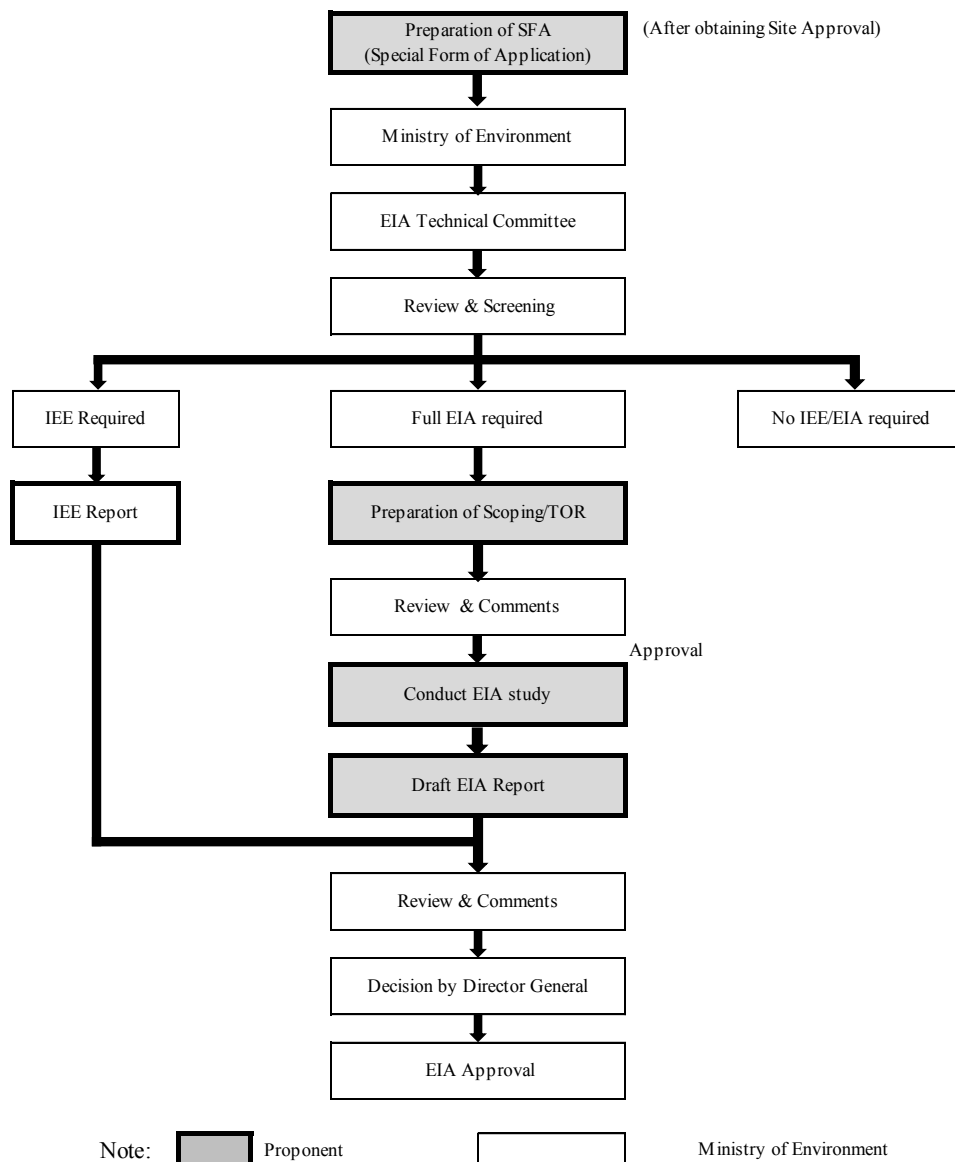 Preparation of SFA
(Special Form of Application)
(After obtaining Site Approval)
Ministry of Environment
EIA Technical Committee
Review & Screening
IEE Required
Full EIA required
No IEE/EIA required
IEE Report
Preparation of Scoping/TOR
Review & Comments
Approval
Conduct EIA study
Draft EIA Report
Review & Comments
Decision by Director General
EIA Approval
Note:
Proponent
Ministry of Environment